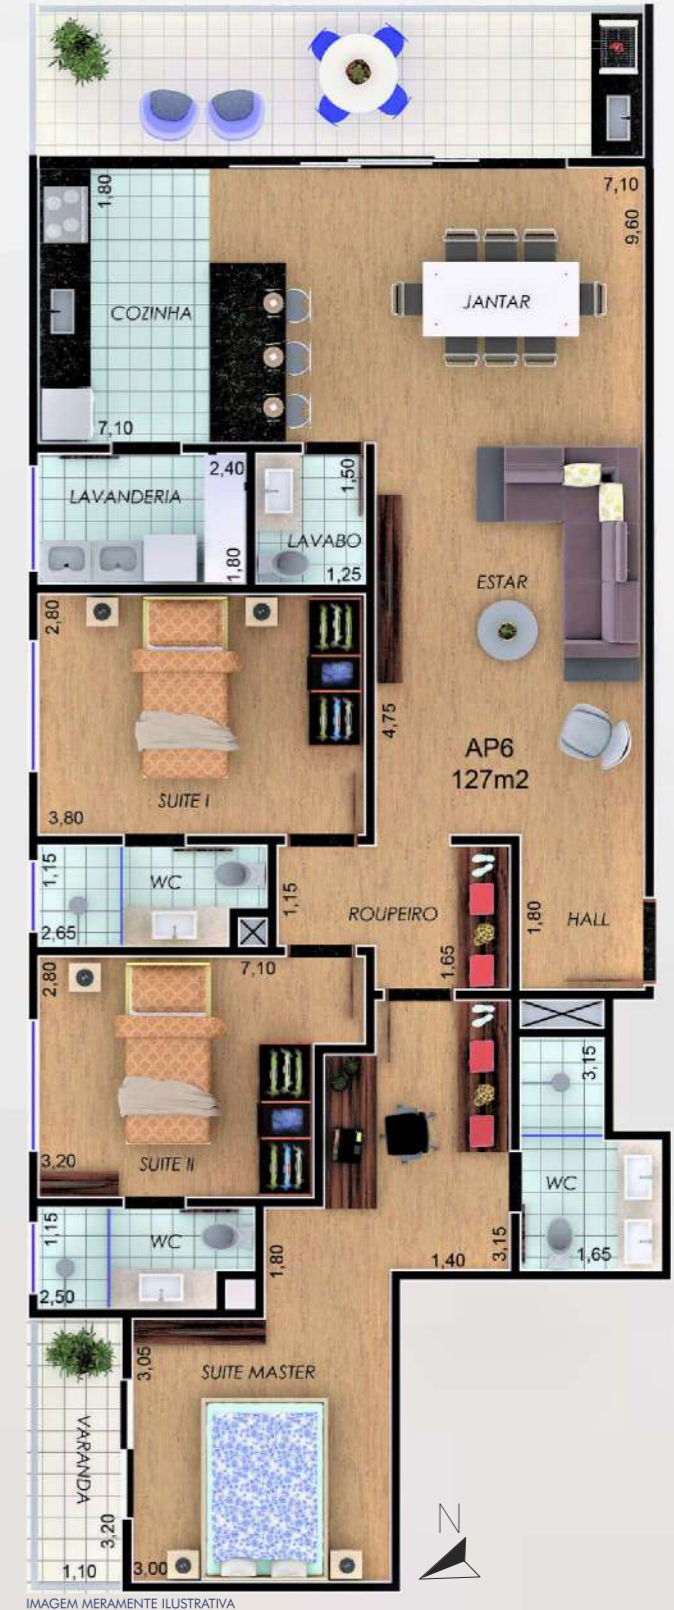 7,10
1,80
9,60
COZINHA
JANTAR
7,10
2,40
1,50
LAVANDERIA
LAVABO
1,80
1,25
ESTAR
2,80
4,75
AP6
127m2
SUITE I
3,80
1,15
WC
2,65
1,15
ROUPEIRO
1,80
HALL
1,65
7,10
2,80
3,15
3,20
SUITE II
WC
1,65
1,15
WC
2,50
1,80
1,40
3,15
3,05
SUITE MASTER
VARANDA
3,20
1,10
3,00
N
IMAGEM MERAMENTE ILUSTRATIVA